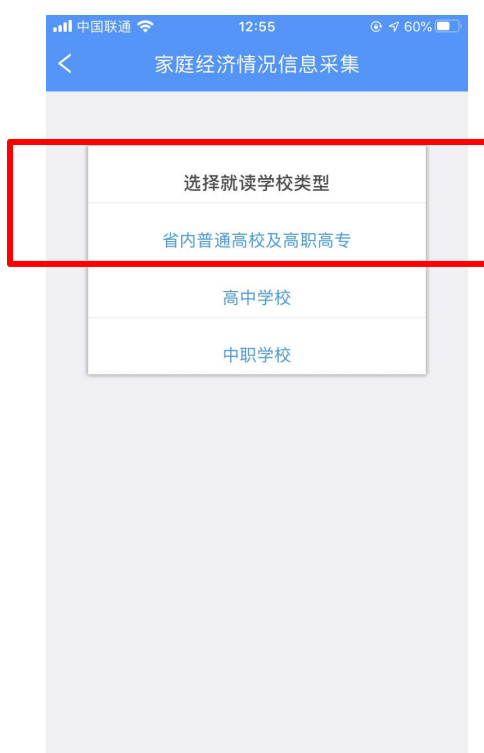 中国联通 12:55 60%
家庭经济情况信息采集
选择就读学校类型
省内普通高校及高职高专
高中学校
中职学校